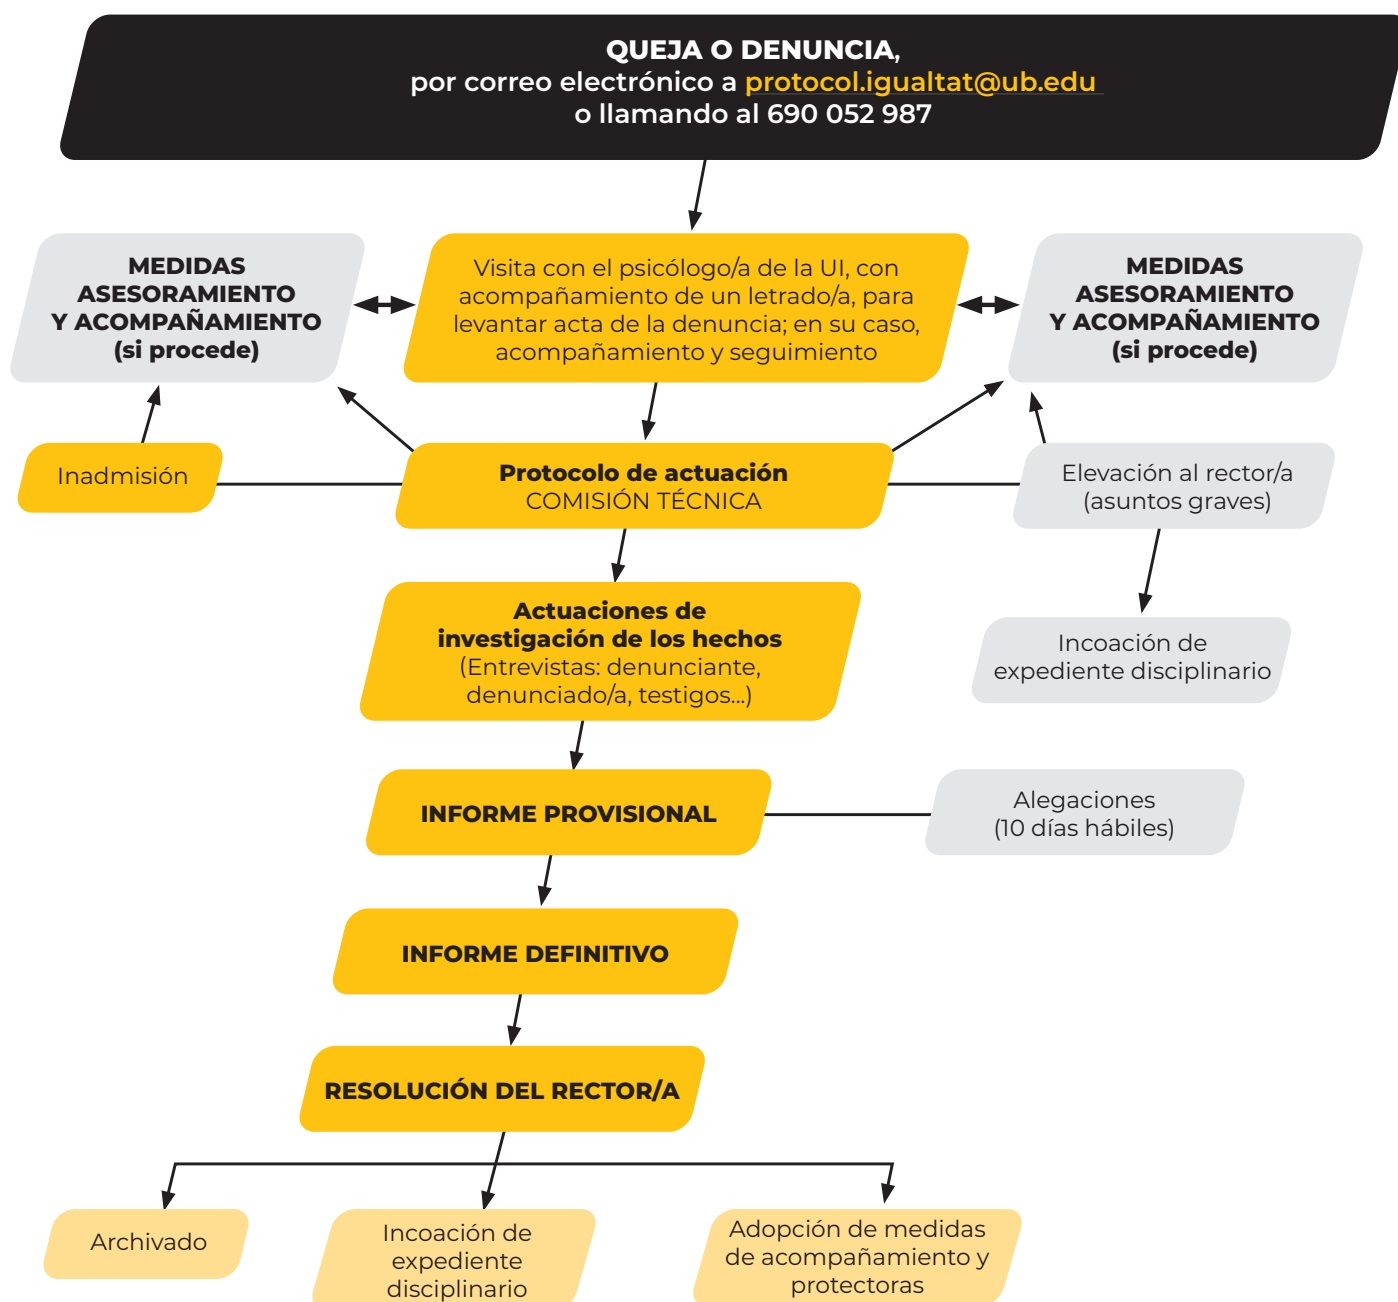 QUEJA O DENUNCIA,
por correo electrónico a protocol.igualtat@ub.edu
o llamando al 690 052 987
MEDIDAS
ASESORAMIENTO
Y ACOMPAÑAMIENTO
(si procede)
Visita con el psicólogo/a de la UI, con
acompañamiento de un letrado/a, para
levantar acta de la denuncia; en su caso,
acompañamiento y seguimiento
MEDIDAS
ASESORAMIENTO
Y ACOMPAÑAMIENTO
(si procede)
Inadmisión
Protocolo de actuación
COMISIÓN TÉCNICA
Elevación al rector/a
(asuntos graves)
Actuaciones de
investigación de los hechos
(Entrevistas: denunciante,
denunciado/a, testigos...)
Incoación de
expediente disciplinario
INFORME PROVISIONAL
Alegaciones
(10 días hábiles)
INFORME DEFINITIVO
RESOLUCIÓN DEL RECTOR/A
Archivado
Incoación de
expediente
disciplinario
Adopción de medidas
de acompañamiento y
protectoras